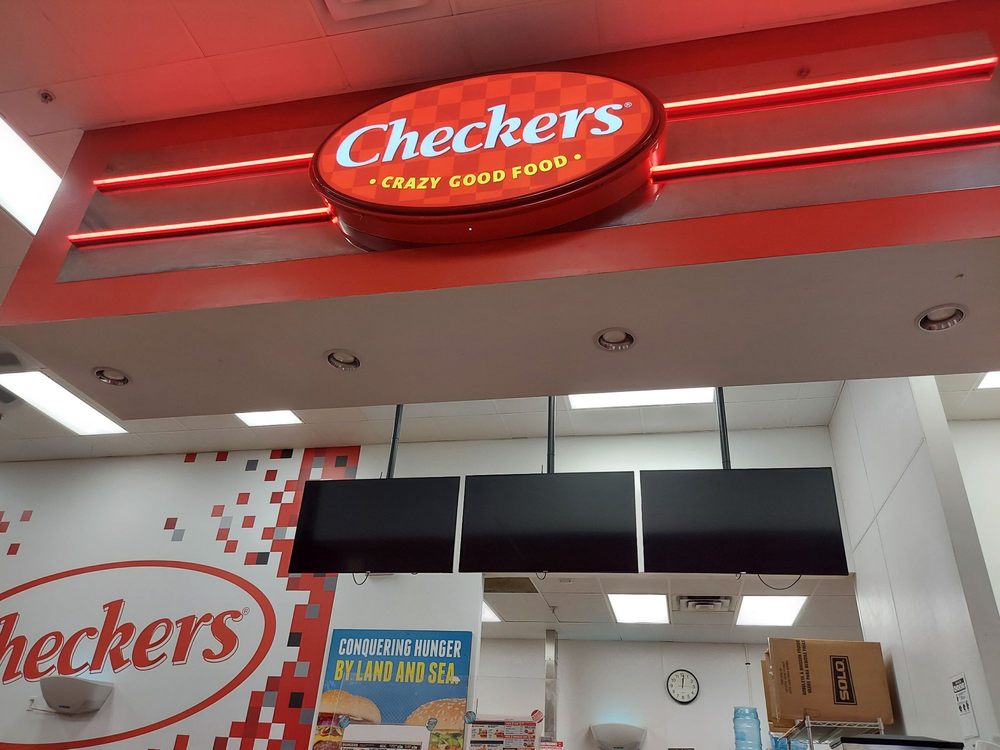 Checkers®
• CRAZY GOOD FOOD •
heckers®
CONQUERING HUNGER
BY LAND AND SEA.
SOLO